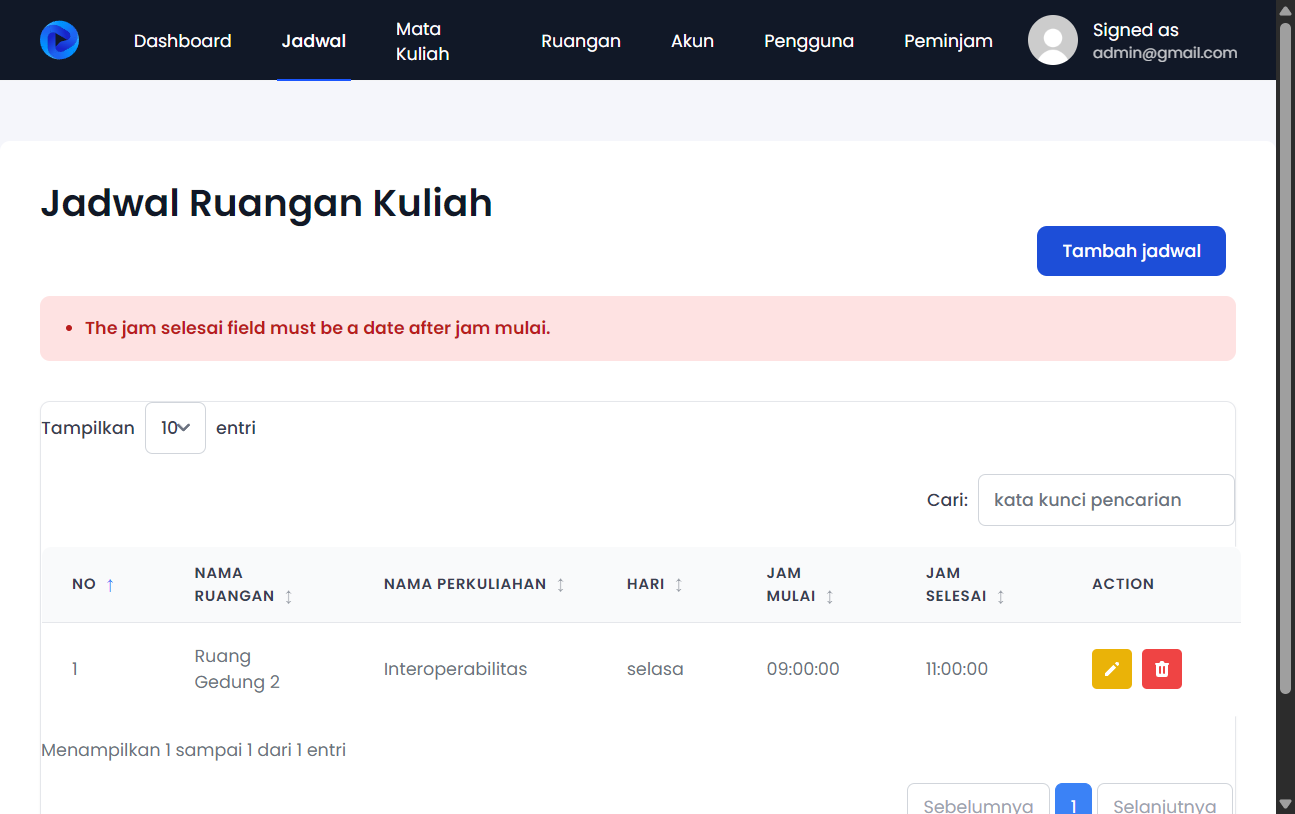 Dashboard
Jadwal
Mata
Kuliah
Ruangan
Akun
Pengguna
Peminjam
Signed as
admin@gmail.com
Jadwal Ruangan Kuliah
Tambah jadwal
• The jam selesai field must be a date after jam mulai.
Tampilkan 10 entri
Cari: kata kunci pencarian
NO
NAMA
RUANGAN
NAMA PERKULIAHAN
HARI
JAM
MULAI
JAM
SELESAI
ACTION
1
Ruang
Gedung 2
Interoperabilitas
selasa
09:00:00
11:00:00
Menampilkan 1 sampai 1 dari 1 entri
Sebelumnya
1
Selanjutnya